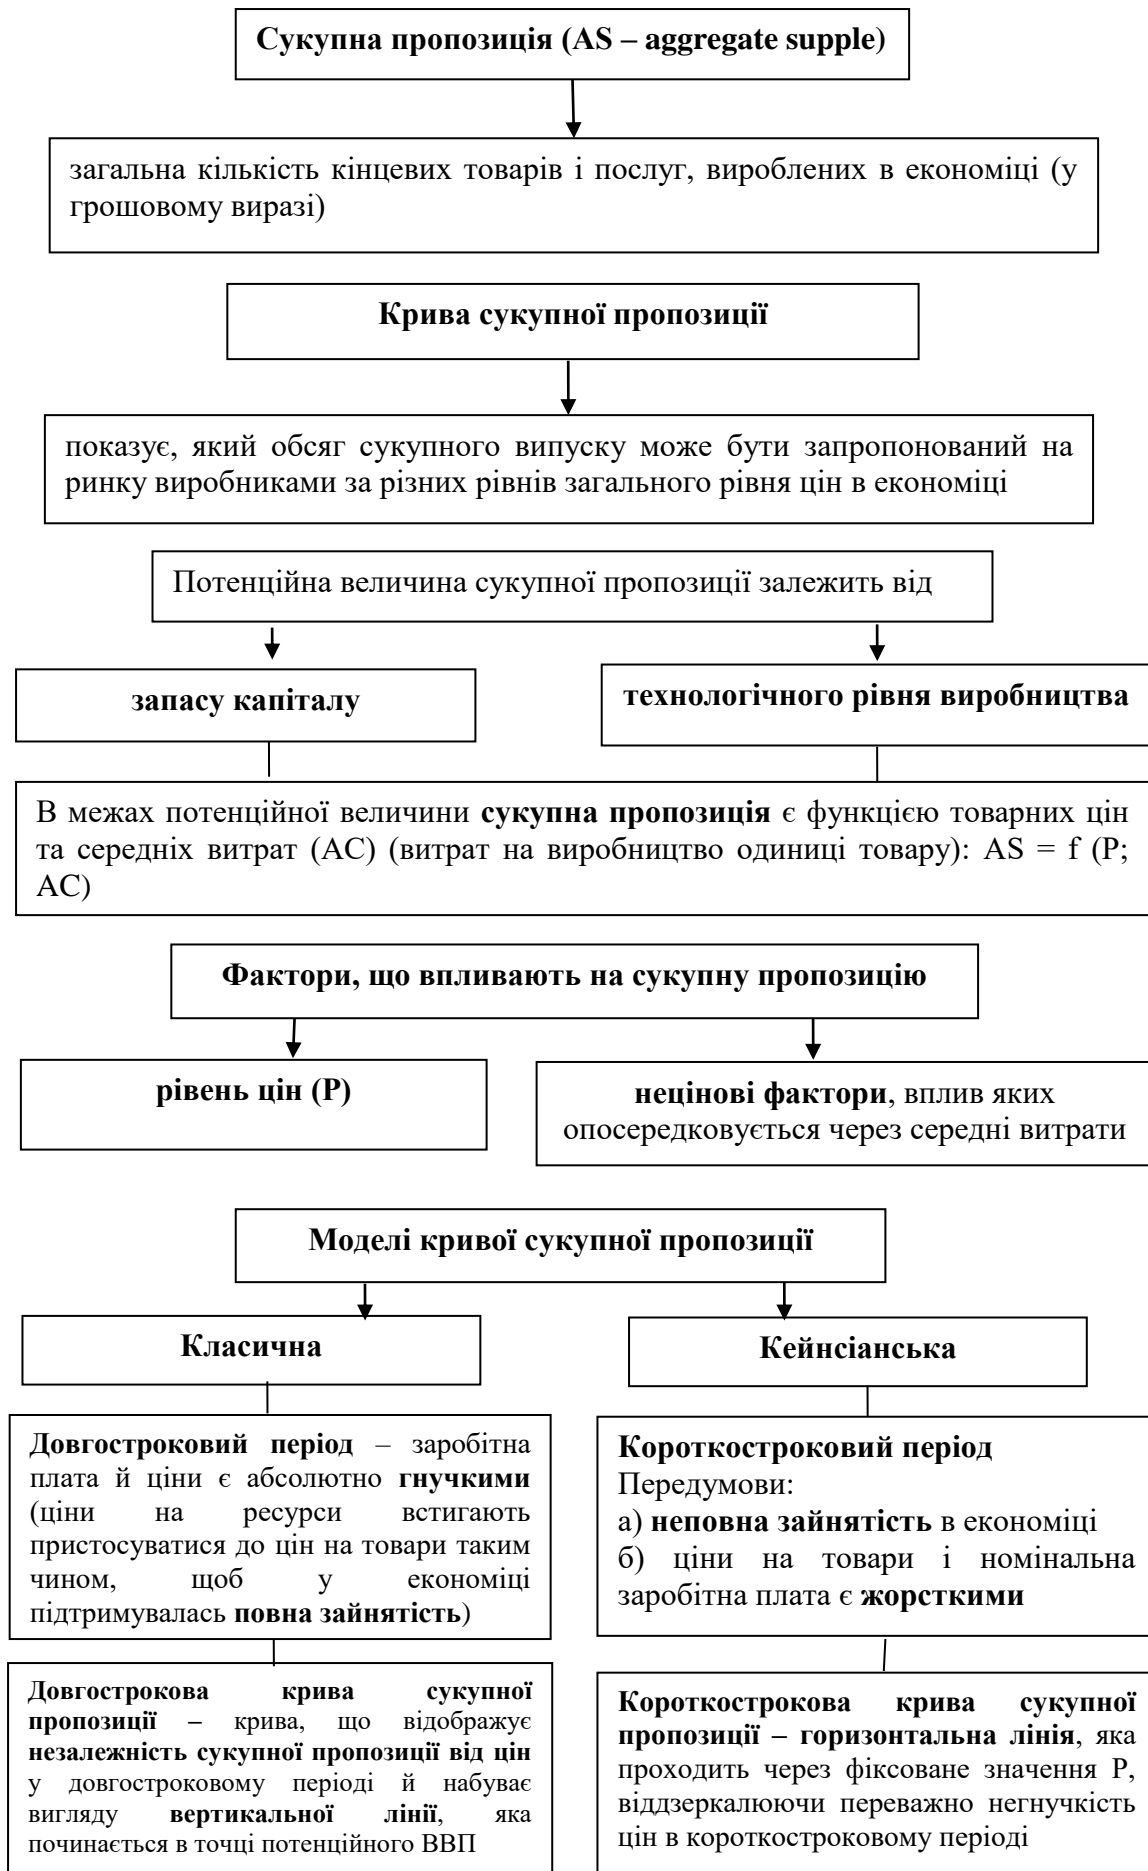 Сукупна пропозиція (AS – aggregate supple)
загальна кількість кінцевих товарів і послуг, вироблених в економіці (у
грошовому виразі)
Крива сукупної пропозиції
показує, який обсяг сукупного випуску може бути запропонований на
ринку виробниками за різних рівнів загального рівня цін в економіці
Потенційна величина сукупної пропозиції залежить від
запасу капіталу
технологічного рівня виробництва
В межах потенційної величини сукупна пропозиція є функцією товарних цін
та середніх витрат (AC) (витрат на виробництво одиниці товару): AS = f (P;
AC)
Фактори, що впливають на сукупну пропозицію
рівень цін (Р)
нецінові фактори, вплив яких
опосередковується через середні витрати
Моделі кривої сукупної пропозиції
Класична
Довгостроковий період – заробітна
плата й ціни є абсолютно гнучкими
(ціни на ресурси встигають
пристосуватися до цін на товари таким
чином, щоб у економіці
підтримувалась повна зайнятість)
Довгострокова крива сукупної
пропозиції – крива, що відображує
незалежність сукупної пропозиції від цін
у довгостроковому періоді й набуває
вигляду вертикальної лінії, яка
починається в точці потенційного ВВП
Кейнсіанська
Короткостроковий період
Передумови:
а) неповна зайнятість в економіці
б) ціни на товари і номінальна
заробітна плата є жорсткими
Короткострокова крива сукупної
пропозиції – горизонтальна лінія, яка
проходить через фіксоване значення Р,
віддзеркалюючи переважно негнучкість
цін в короткостроковому періоді